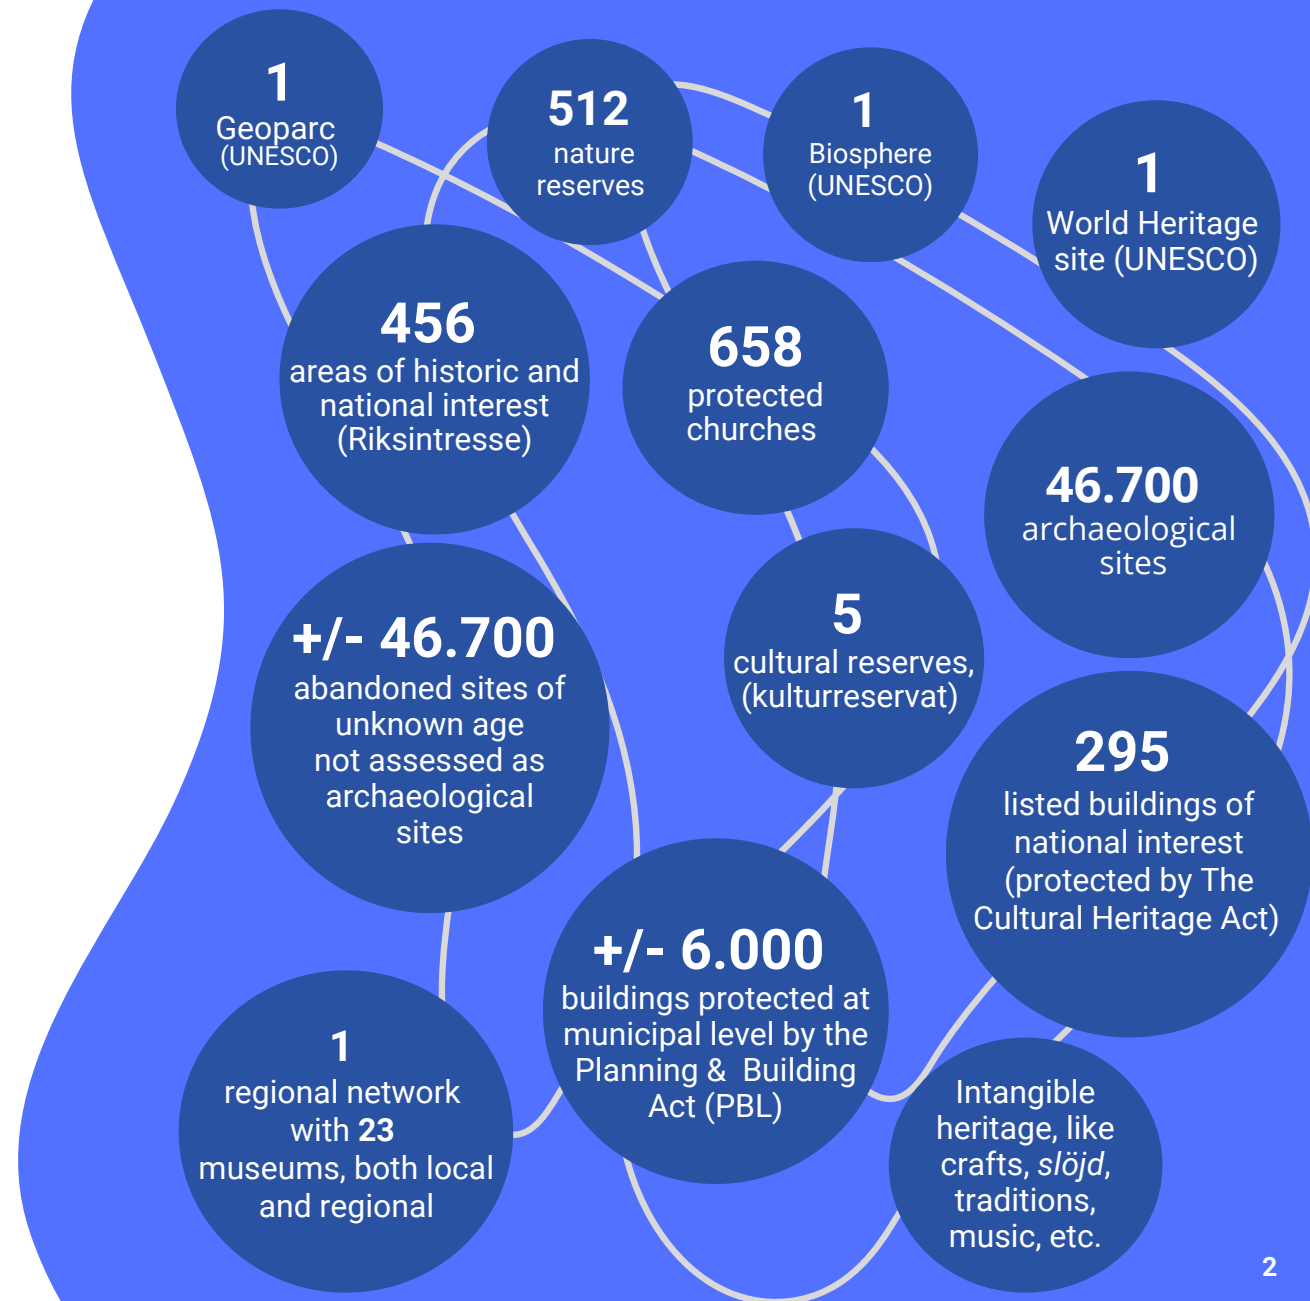 1
Geoparc
(UNESCO)
512
nature
reserves
1
Biosphere
(UNESCO)
1
World Heritage
site (UNESCO)
456
areas of historic and
national interest
(Riksintresse)
658
protected
churches
46.700
archaeological
sites
+/- 46.700
abandoned sites of
unknown age
not assessed as
archaeological
sites
5
cultural reserves,
(kulturreservat)
295
listed buildings of
national interest
(protected by The
Cultural Heritage Act)
+/- 6.000
buildings protected at
municipal level by the
Planning &  Building
Act (PBL)
1
regional network
with 23
museums, both local
and regional
Intangible
heritage, like
crafts, slöjd,
traditions,
music, etc.
2